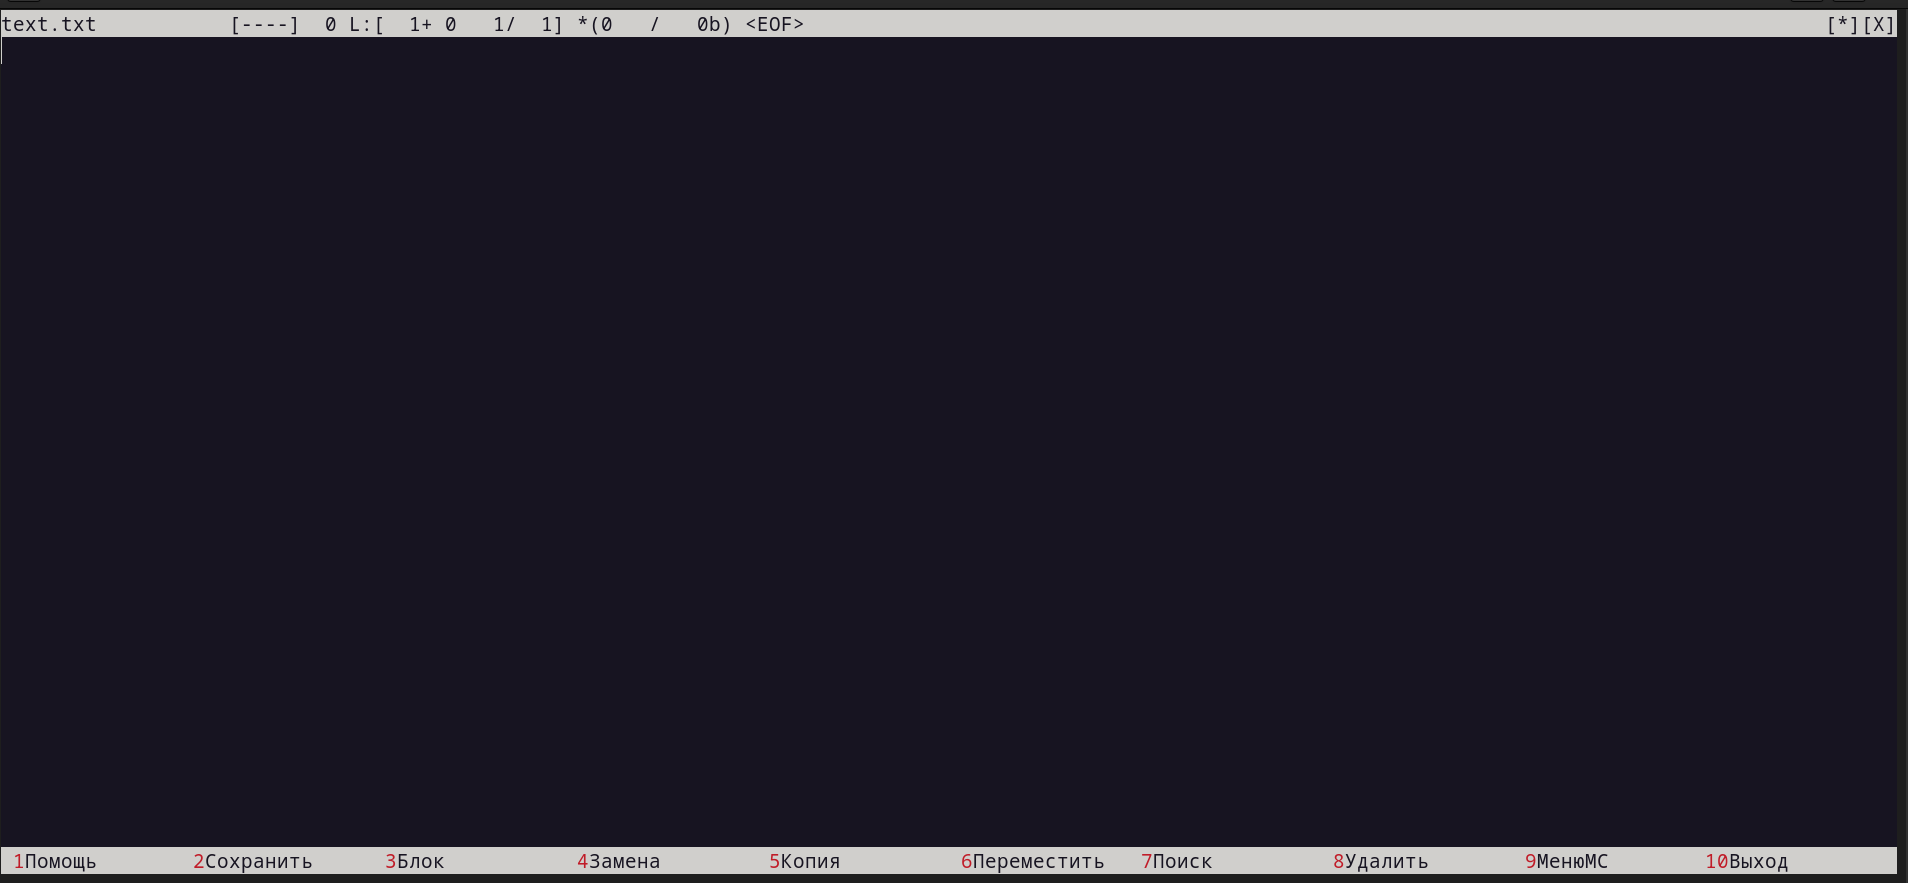 text.txt [----] 0 L:[ 1+ 0 1/ 1] *(0 / 0b) <EOF> [*][X]
1Помощь 2Сохранить 3Блок 4Замена 5Копия 6Переместить 7Поиск 8Удалить 9МенюMC 10Выход